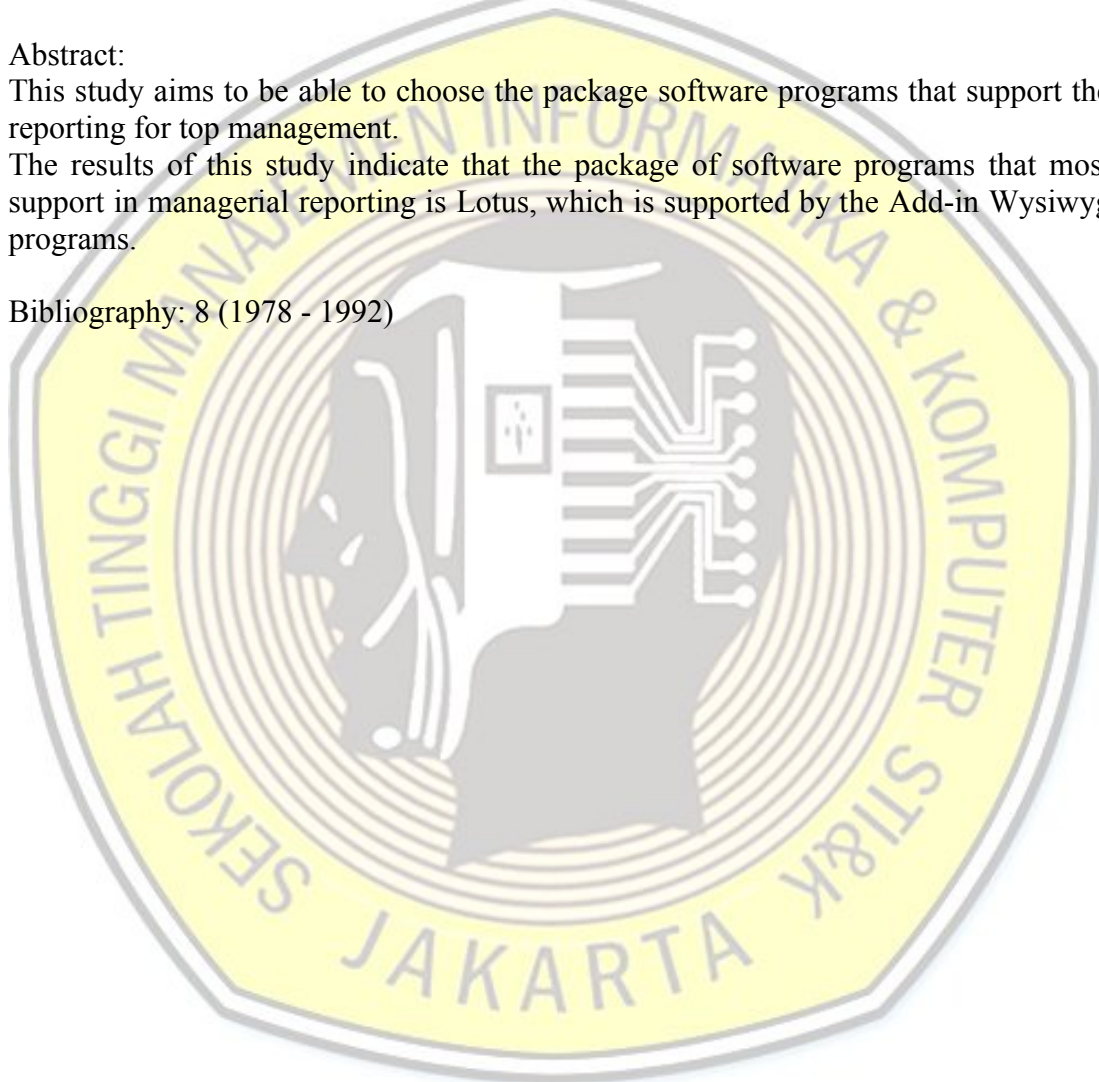 Abstract:
This study aims to be able to choose the package software programs that support the
reporting for top management.
The results of this study indicate that the package of software programs that most
support in managerial reporting is Lotus, which is supported by the Add-in Wysiwyg
programs.
Bibliography: 8 (1978 - 1992)
SEKOLAH TINGGI MANAJEMEN INFORMATIKA & KOMPUTER STI&K
JAKARTA